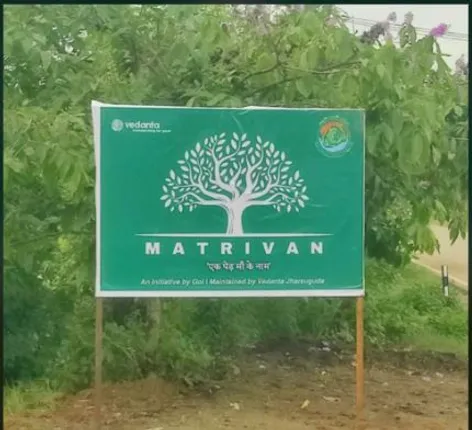 vedanta
MATRIVAN
'एक पेड़ माँ के नाम'
An Initiative by GoI | Maintained by Vedanta Jharsuguda